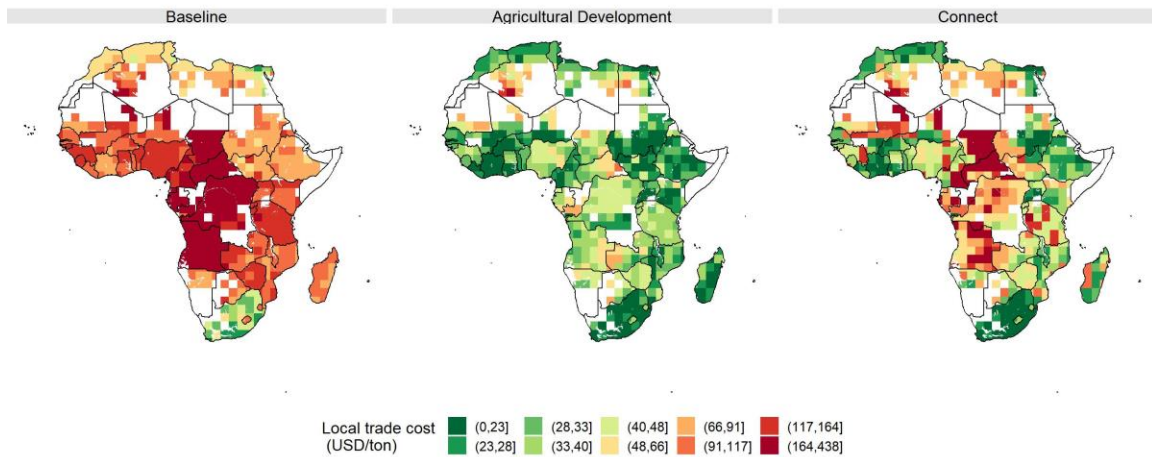 Baseline
Agricultural Development
Connect
Local trade cost (0,23] (28,33] (40,48] (66,91] (117,164]
(USD/ton) (23,28] (33,40] (48,66] (91,117] (164,438]